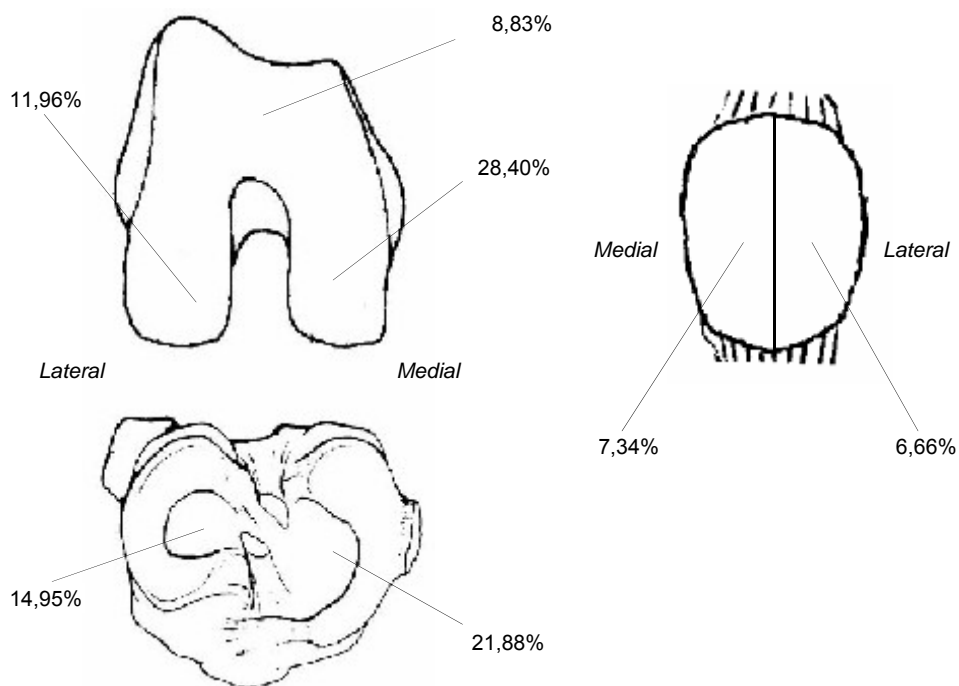 8,83%
11,96%
28,40%
Medial
Lateral
Lateral
Medial
7,34%
6,66%
14,95%
21,88%